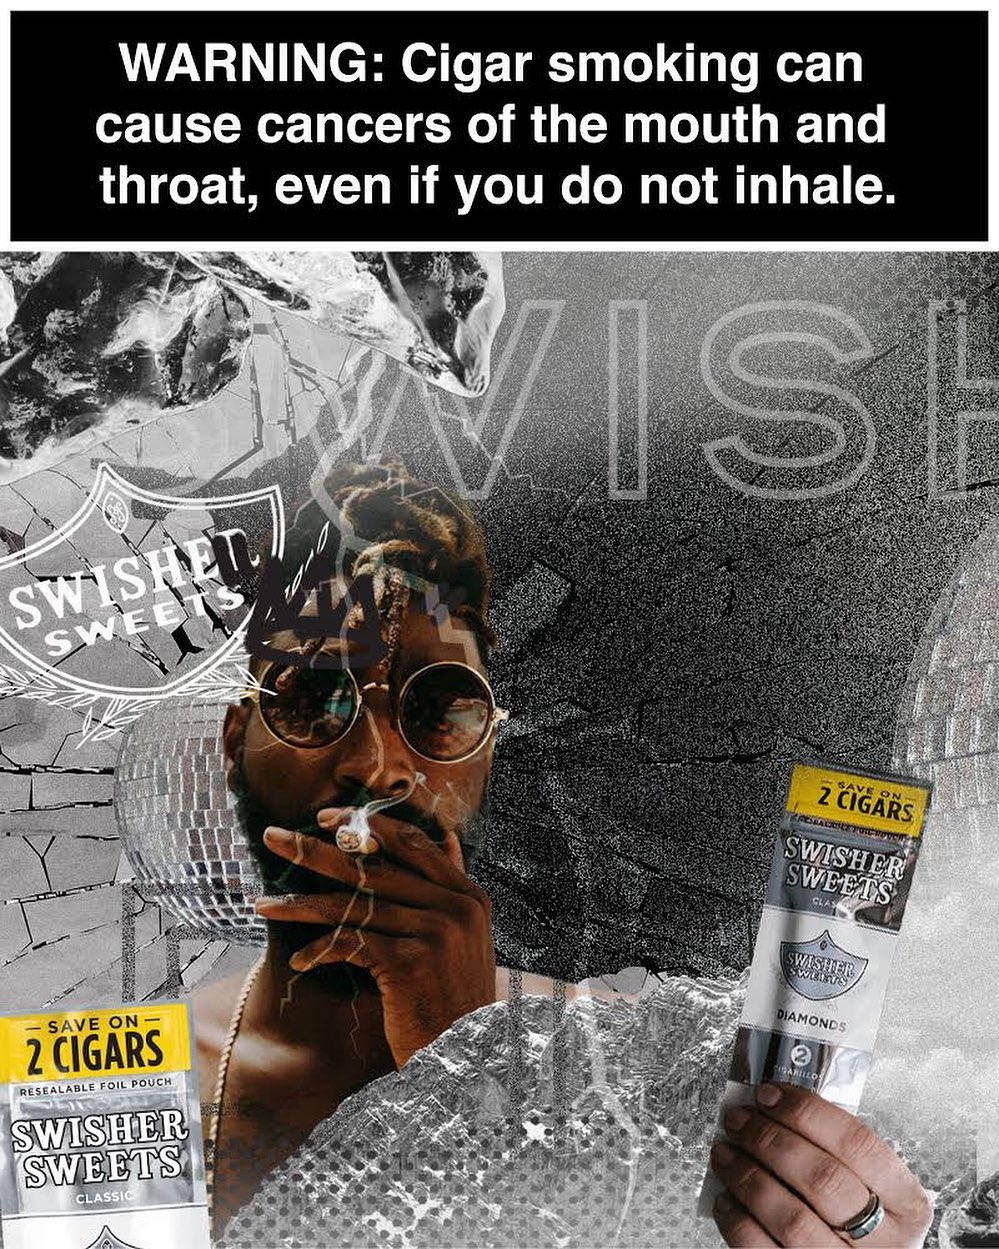 WARNING: Cigar smoking can
cause cancers of the mouth and
throat, even if you do not inhale.
WISH
SWISHER
SWEETS
SAVE ON
2 CIGARS
SWISHER
SWEETS
SWISHER
SWEETS
DIAMONDS
2
SAVE ON
2 CIGARS
RESEALABLE FOIL POUCH
SWISHER
SWEETS
CLASSIC